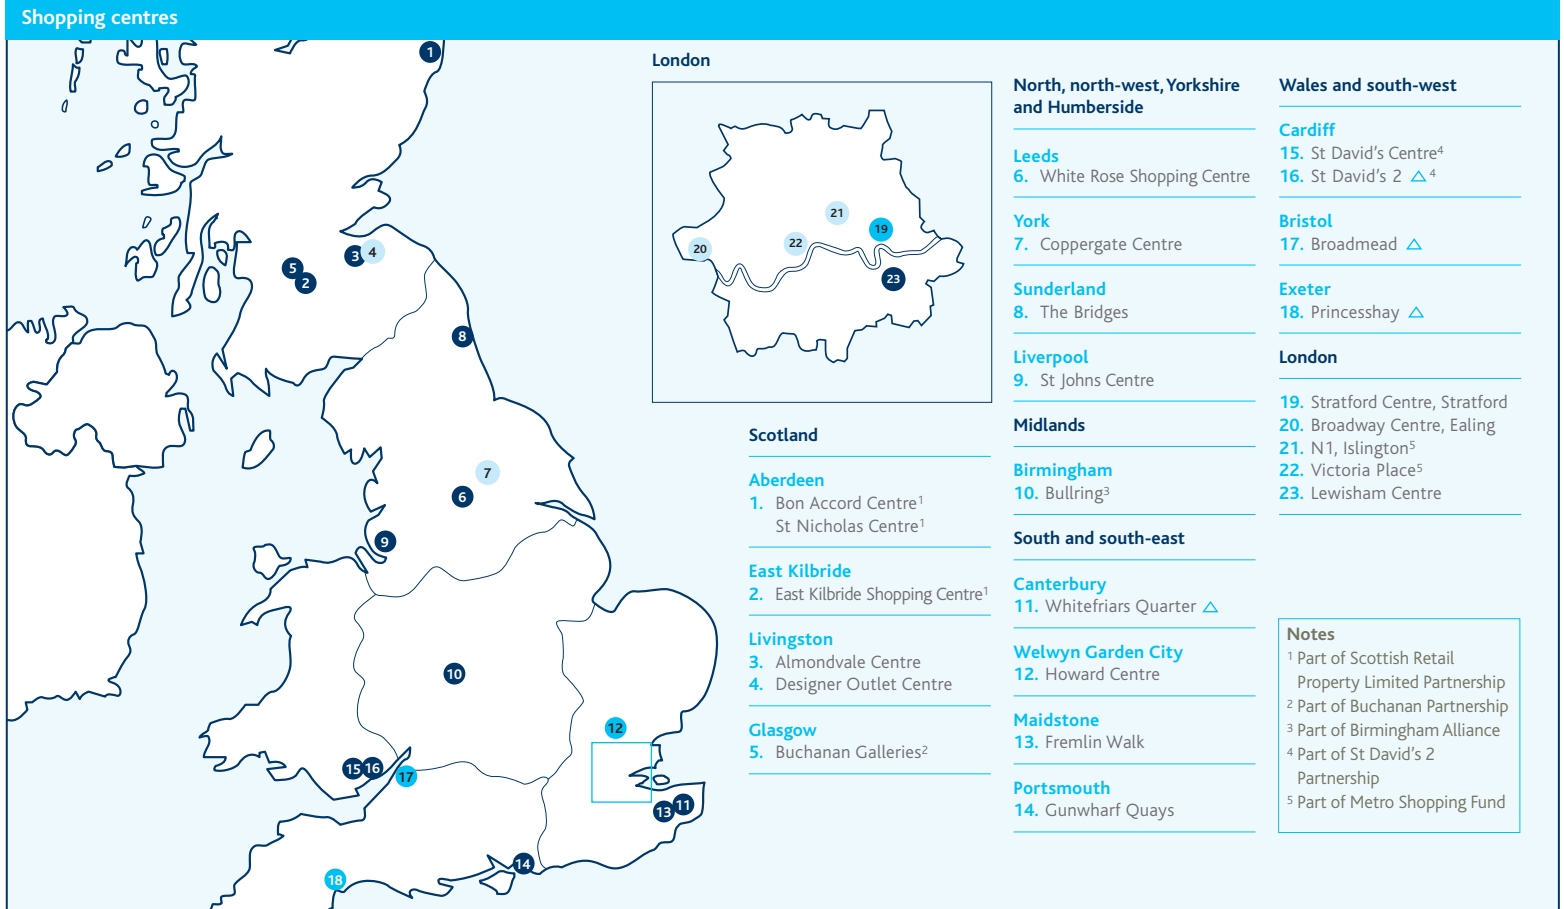 Shopping centres
1
3
4
5
2
8
7
6
9
10
12
15
16
17
13
11
14
18
London
21
19
20
22
23
Scotland
Aberdeen
1. Bon Accord Centre¹
St Nicholas Centre¹
East Kilbride
2. East Kilbride Shopping Centre¹
Livingston
3. Almondvale Centre
4. Designer Outlet Centre
Glasgow
5. Buchanan Galleries²
North, north-west, Yorkshire
and Humberside
Leeds
6. White Rose Shopping Centre
York
7. Coppergate Centre
Sunderland
8. The Bridges
Liverpool
9. St Johns Centre
Midlands
Birmingham
10. Bullring³
South and south-east
Canterbury
11. Whitefriars Quarter △
Welwyn Garden City
12. Howard Centre
Maidstone
13. Fremlin Walk
Portsmouth
14. Gunwharf Quays
Wales and south-west
Cardiff
15. St David's Centre⁴
16. St David's 2 △ ⁴
Bristol
17. Broadmead △
Exeter
18. Princesshay △
London
19. Stratford Centre, Stratford
20. Broadway Centre, Ealing
21. N1, Islington⁵
22. Victoria Place⁵
23. Lewisham Centre
Notes
¹ Part of Scottish Retail
Property Limited Partnership
² Part of Buchanan Partnership
³ Part of Birmingham Alliance
⁴ Part of St David's 2
Partnership
⁵ Part of Metro Shopping Fund